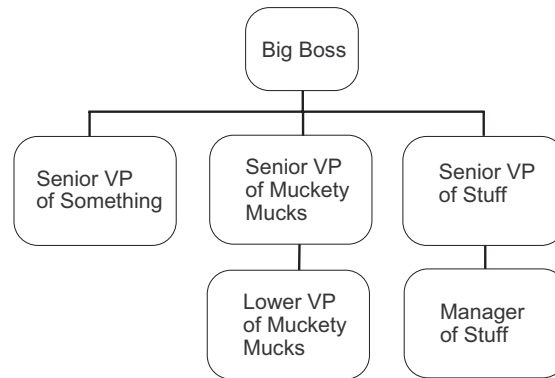 Big Boss
Senior VP
of Something
Senior VP
of Muckety
Mucks
Senior VP
of Stuff
Lower VP
of Muckety
Mucks
Manager
of Stuff